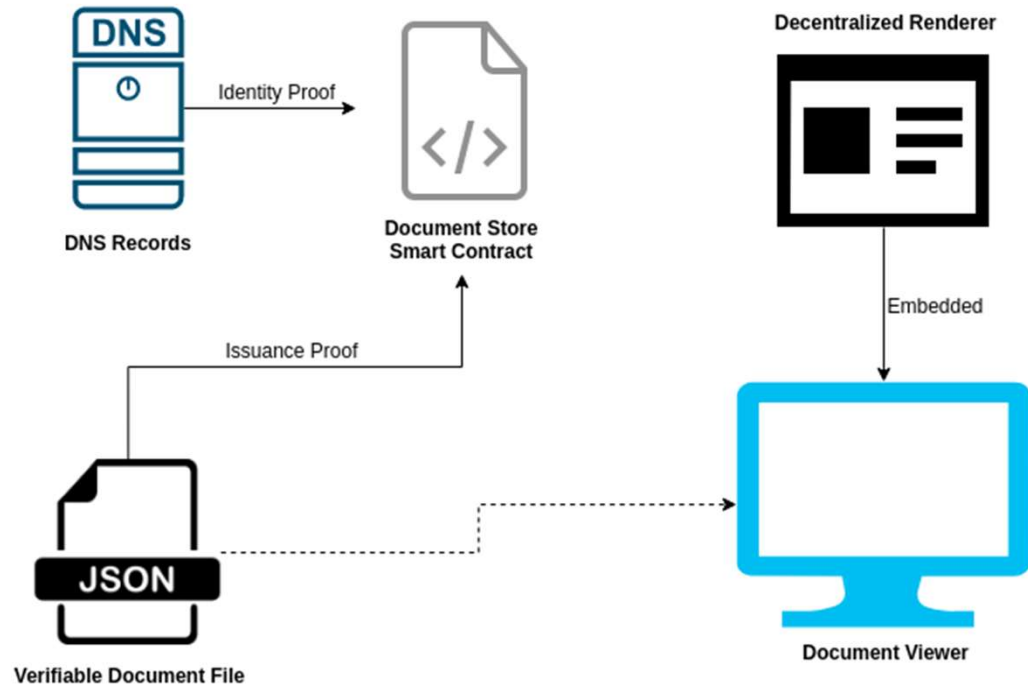 DNS
Identity Proof
DNS Records
Document Store
Smart Contract
Decentralized Renderer
Embedded
Issuance Proof
JSON
Verifiable Document File
Document Viewer